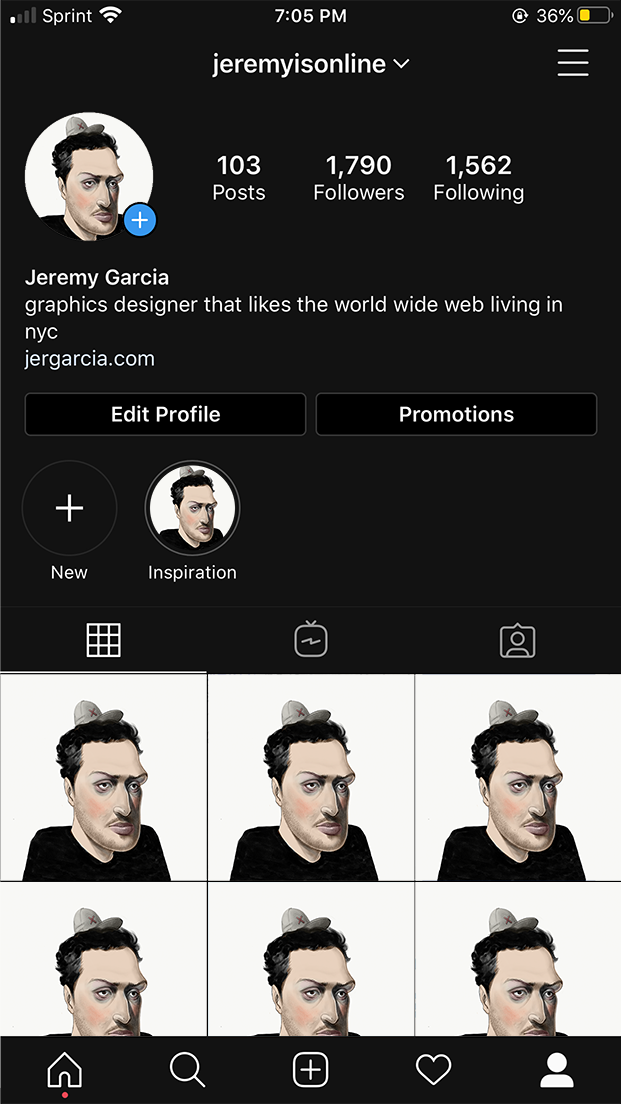 Sprint 7:05 PM 36%
jeremyisonline
103 1,790 1,562
Posts Followers Following
Jeremy Garcia
graphics designer that likes the world wide web living in
nyc
jergarcia.com
Edit Profile Promotions
New Inspiration